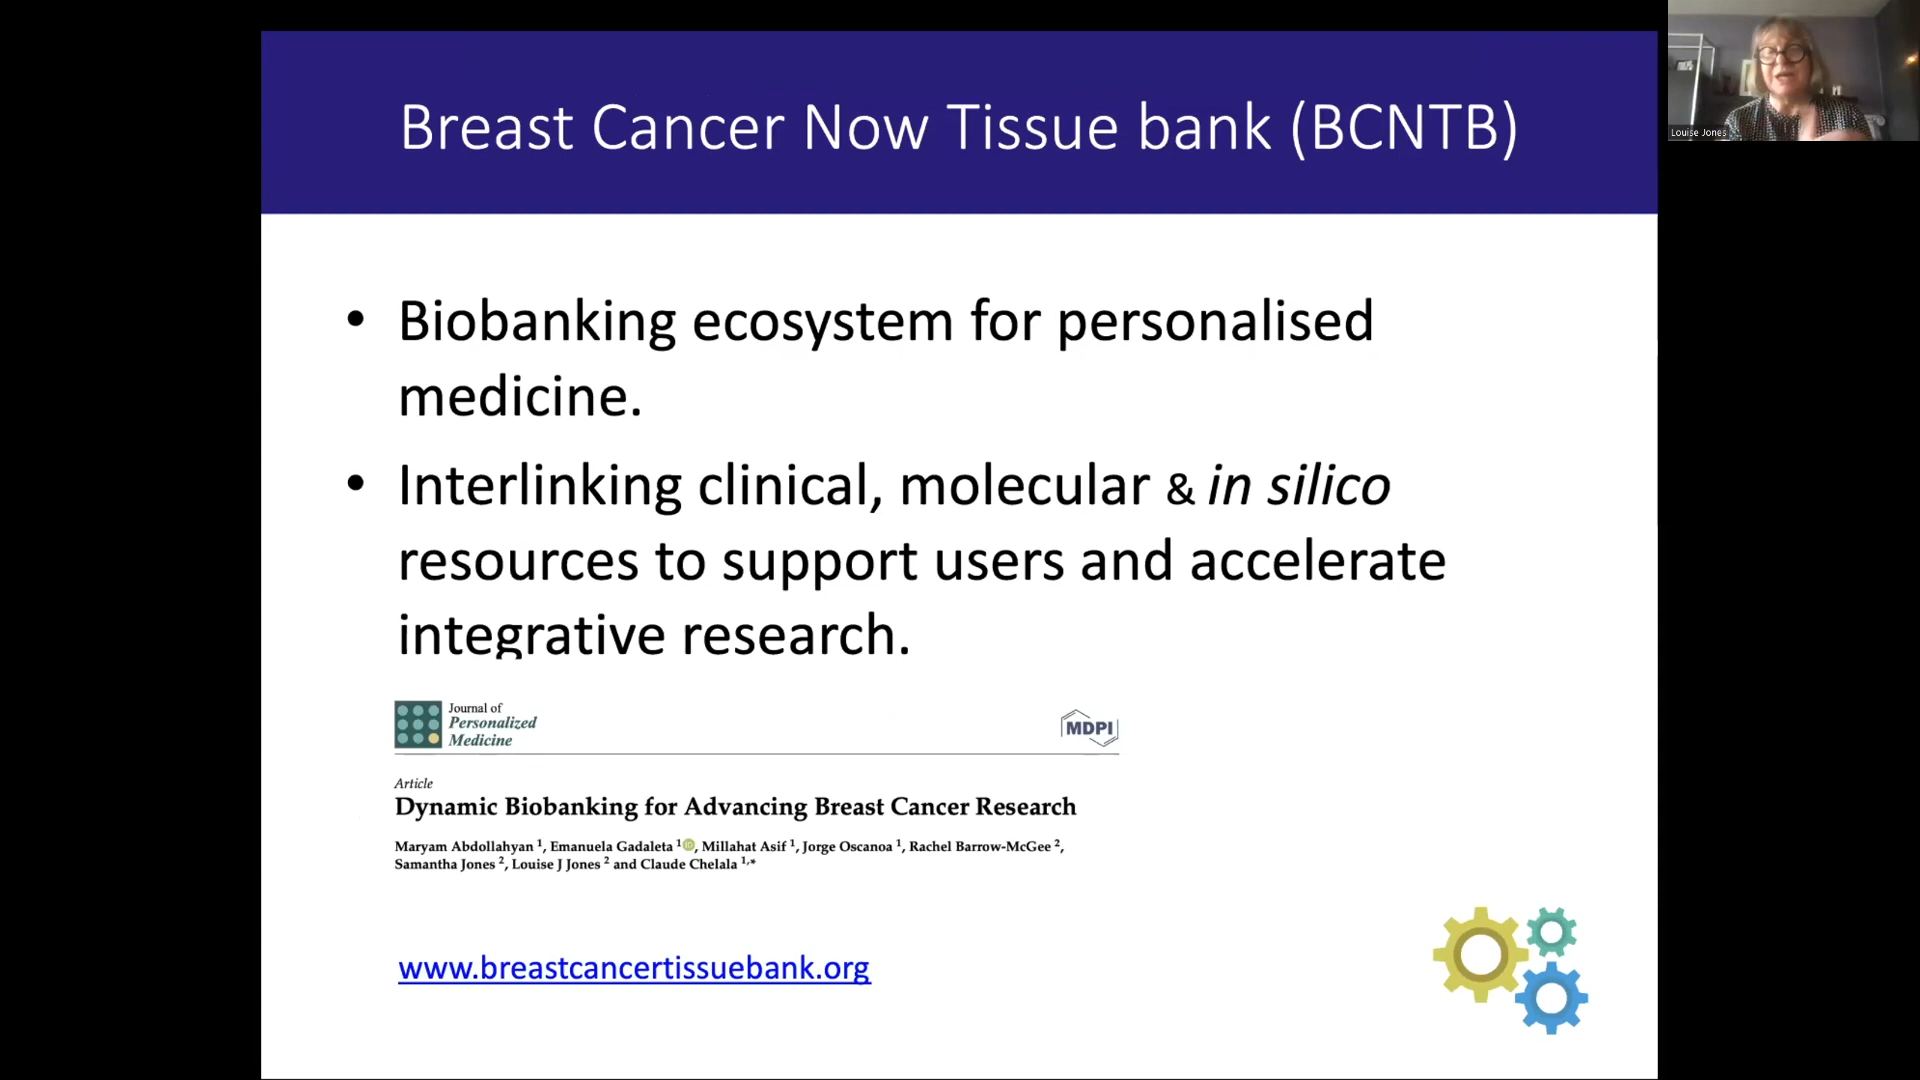 Breast Cancer Now Tissue bank (BCNTB)
Louise Jones
• Biobanking ecosystem for personalised
medicine.
• Interlinking clinical, molecular & in silico
resources to support users and accelerate
integrative research.
Journal of
Personalized
Medicine
MDPI
Article
Dynamic Biobanking for Advancing Breast Cancer Research
Maryam Abdollahyan 1, Emanuela Gadaleta 1 iD, Millahat Asif 1, Jorge Oscanoa 1, Rachel Barrow-McGee 2,
Samantha Jones 2, Louise J Jones 2 and Claude Chelala 1,*
www.breastcancertissuebank.org